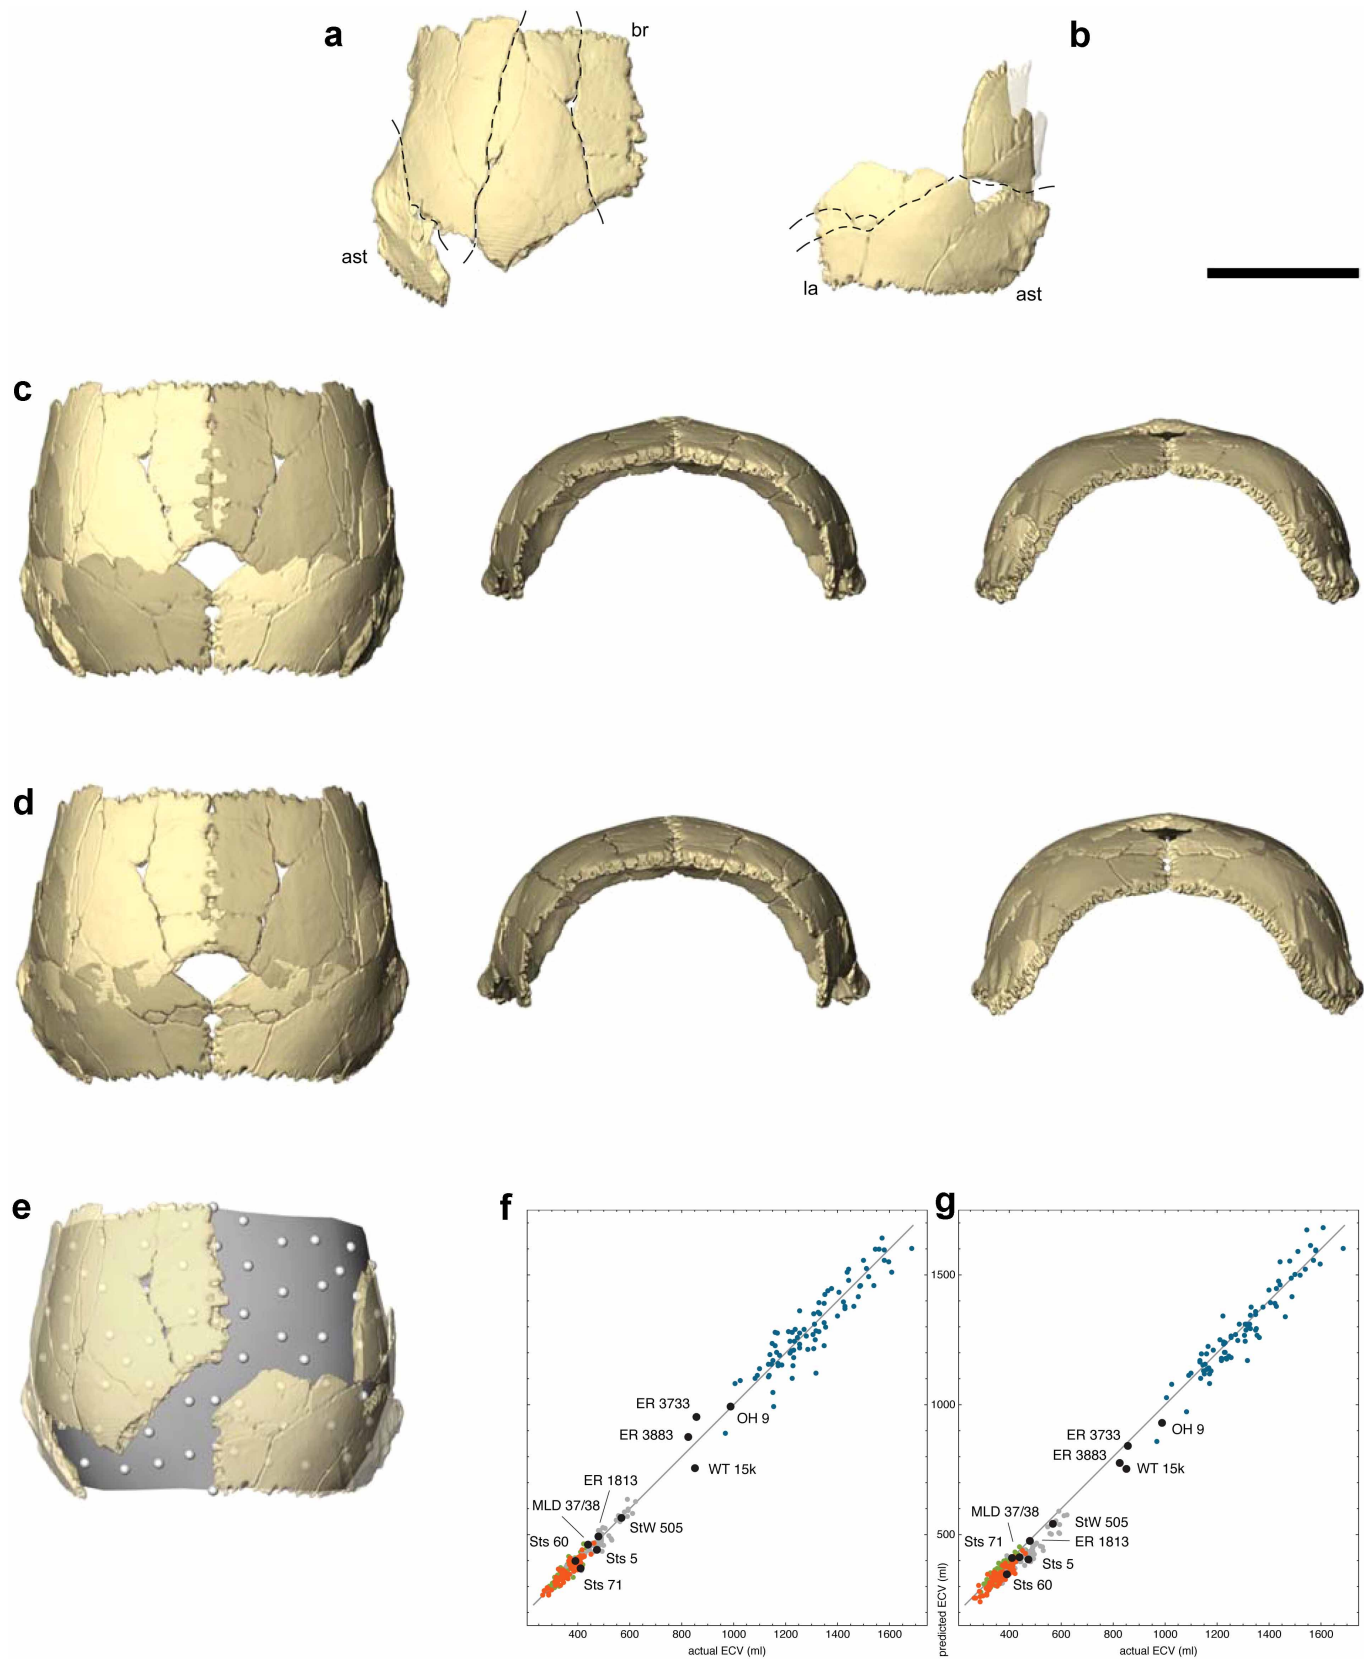 a
br
b
ast
la
ast
c
d
e
f
g
ER 3733
OH 9
ER 3883
WT 15k
ER 1813
MLD 37/38
StW 505
Sts 60
Sts 5
Sts 71
400
600
800
1000
1200
1400
1600
actual ECV (ml)
1500
1000
500
predicted ECV (ml)
ER 3733
OH 9
ER 3883
WT 15k
MLD 37/38
StW 505
Sts 71
ER 1813
Sts 5
Sts 60
400
600
800
1000
1200
1400
1600
actual ECV (ml)